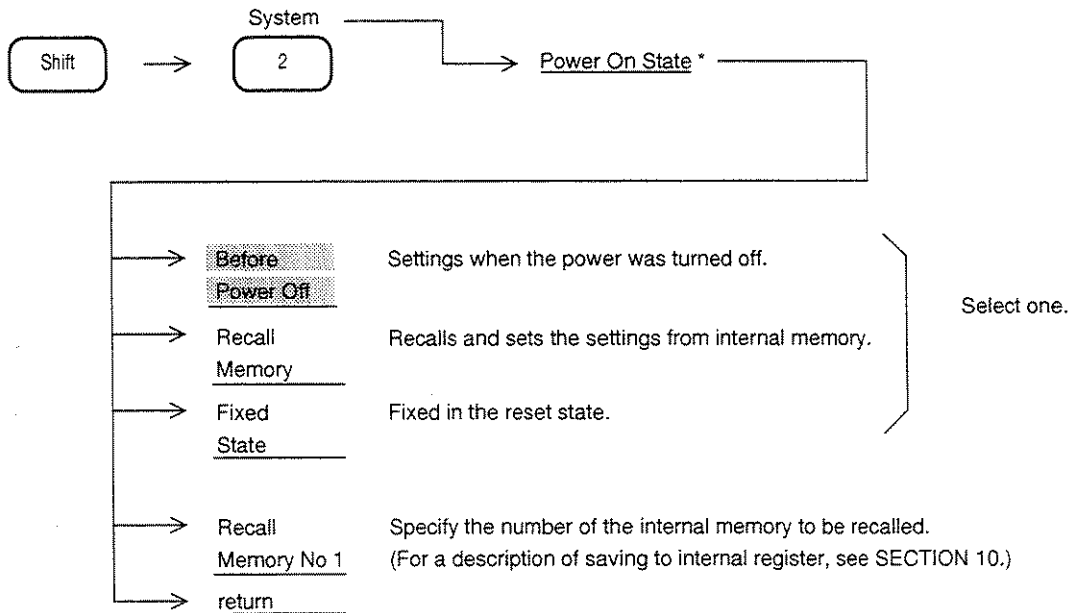 System
Shift
2
Power On State *
Before Settings when the power was turned off.
Power Off
Select one.
Recall Recalls and sets the settings from internal memory.
Memory
Fixed Fixed in the reset state.
State
Recall Specify the number of the internal memory to be recalled.
Memory No 1 (For a description of saving to internal register, see SECTION 10.)
return